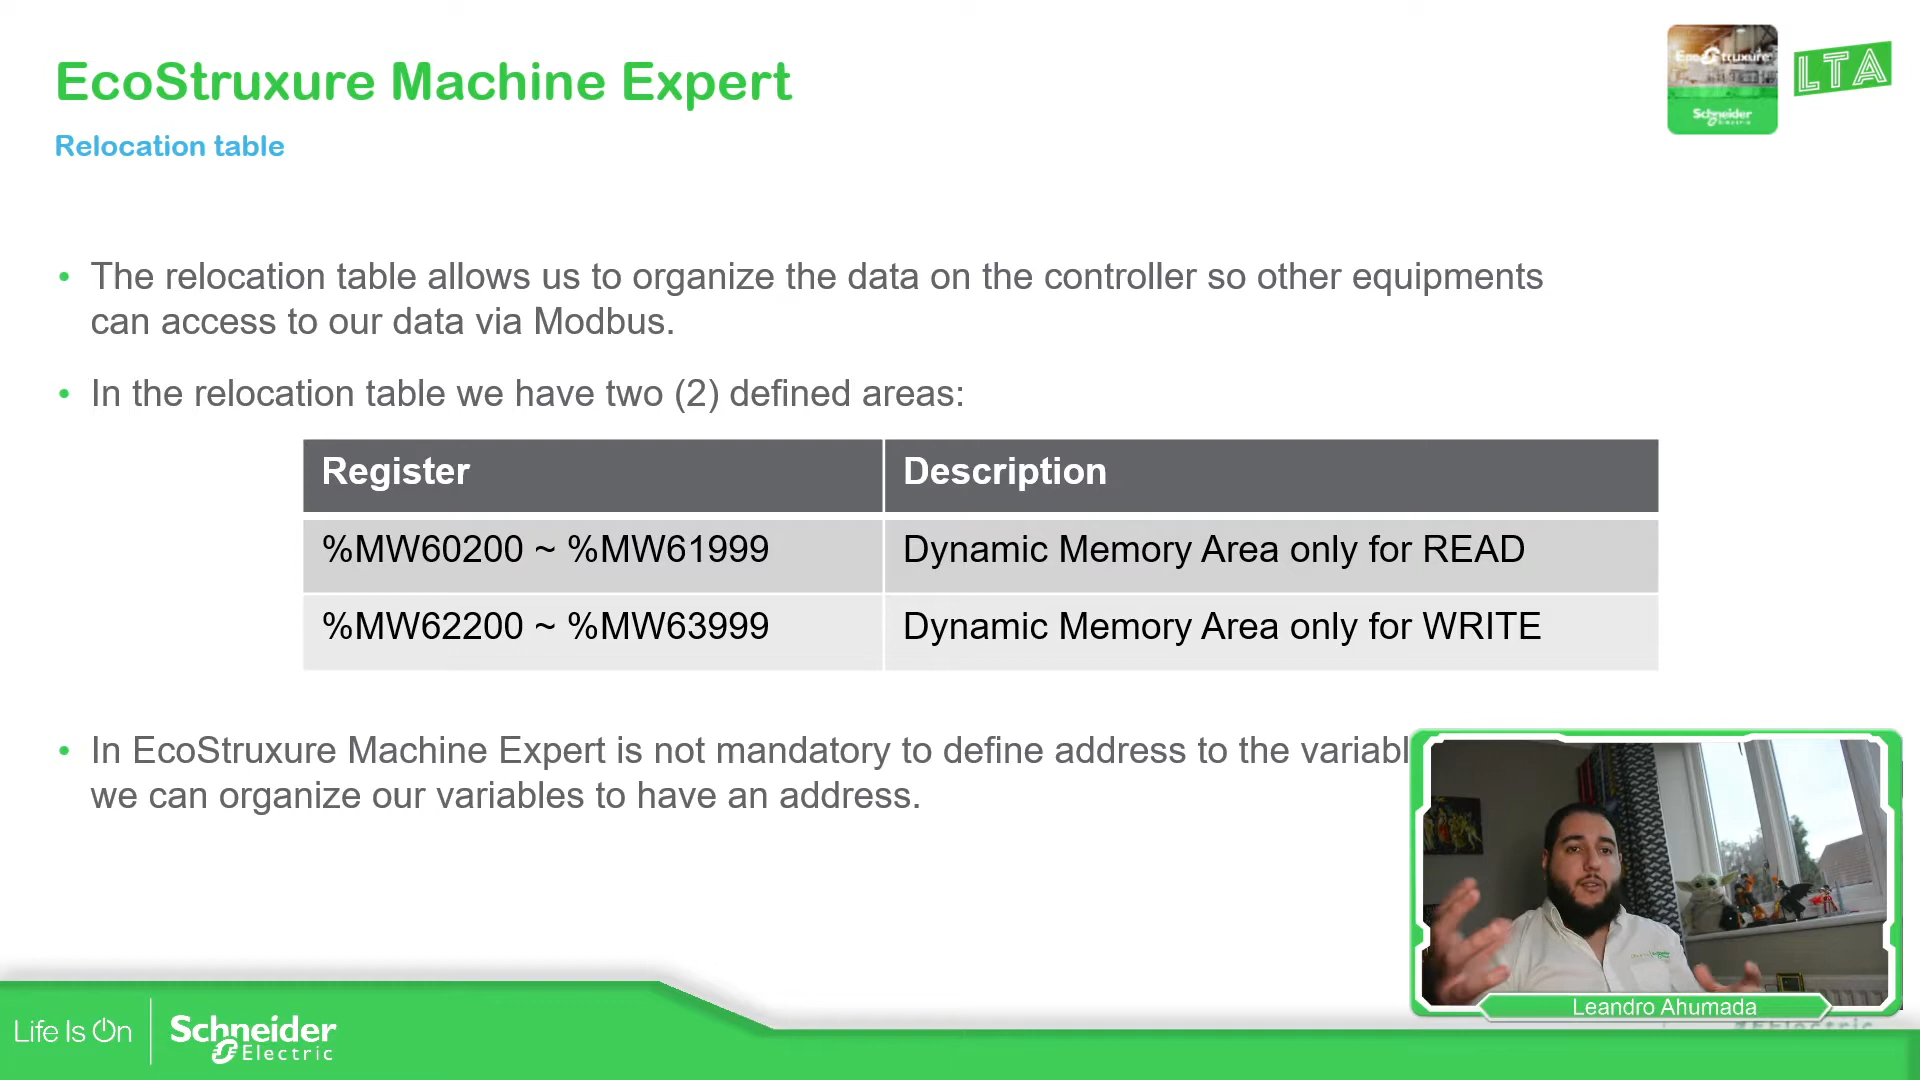 EcoStruxure Machine Expert
Relocation table
EcoStruxure
Schneider
Electric
LTA
• The relocation table allows us to organize the data on the controller so other equipments
can access to our data via Modbus.
• In the relocation table we have two (2) defined areas:
Register Description
%MW60200 ~ %MW61999 Dynamic Memory Area only for READ
%MW62200 ~ %MW63999 Dynamic Memory Area only for WRITE
• In EcoStruxure Machine Expert is not mandatory to define address to the variabl
we can organize our variables to have an address.
Leandro Ahumada
Life Is On
Schneider
Electric